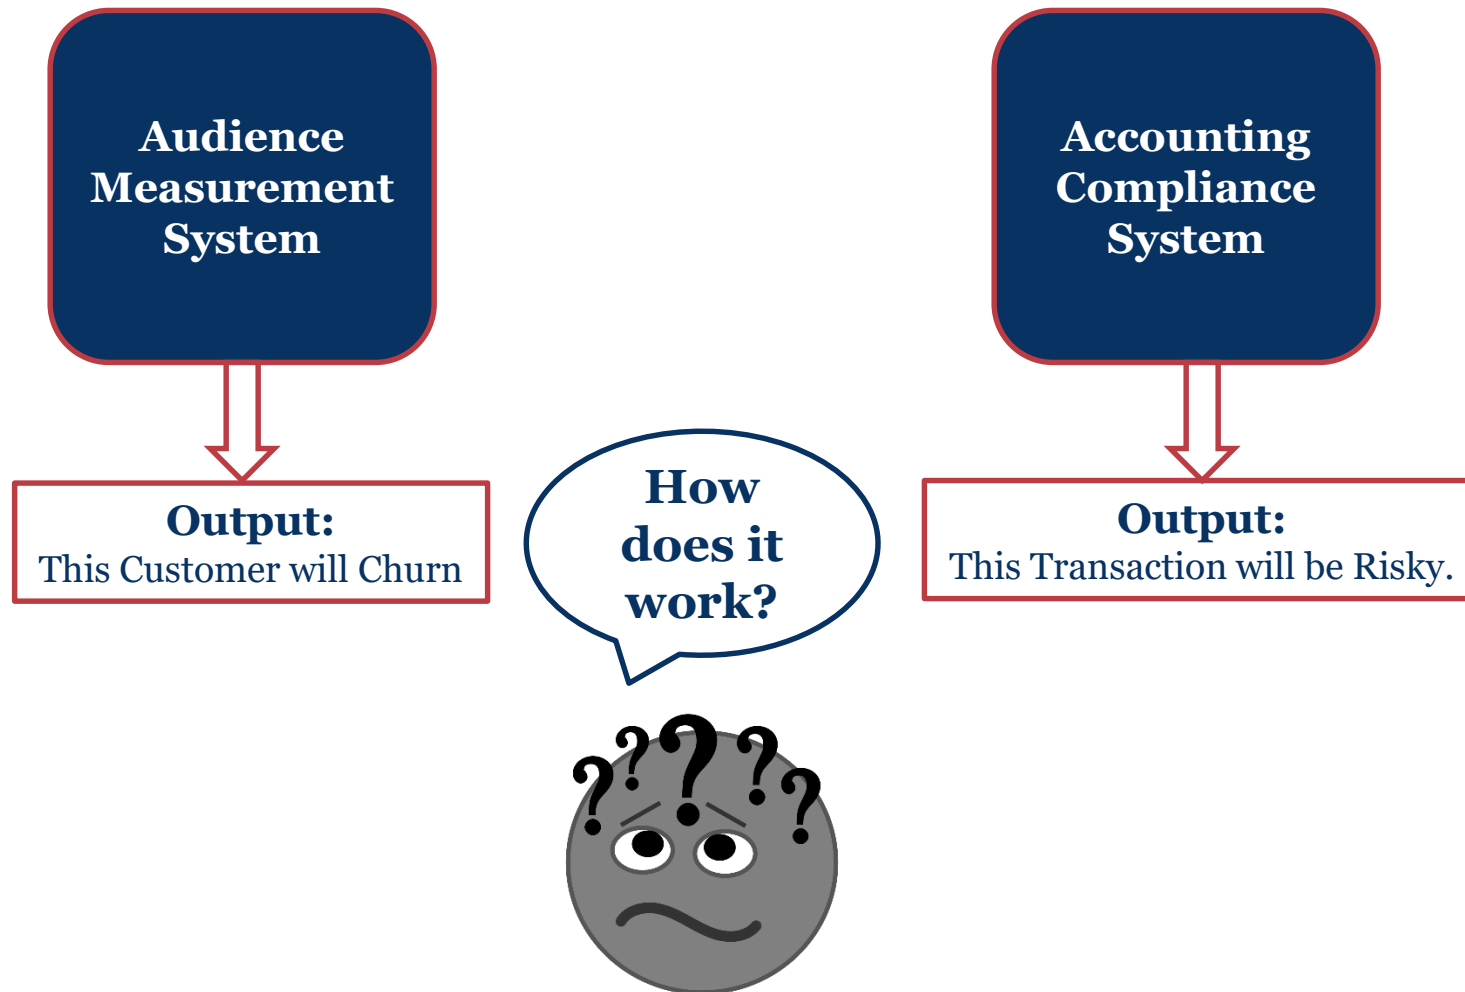 Audience
Measurement
System
Output:
This Customer will Churn
How
does it
work?
? ? ? ? ?
Accounting
Compliance
System
Output:
This Transaction will be Risky.